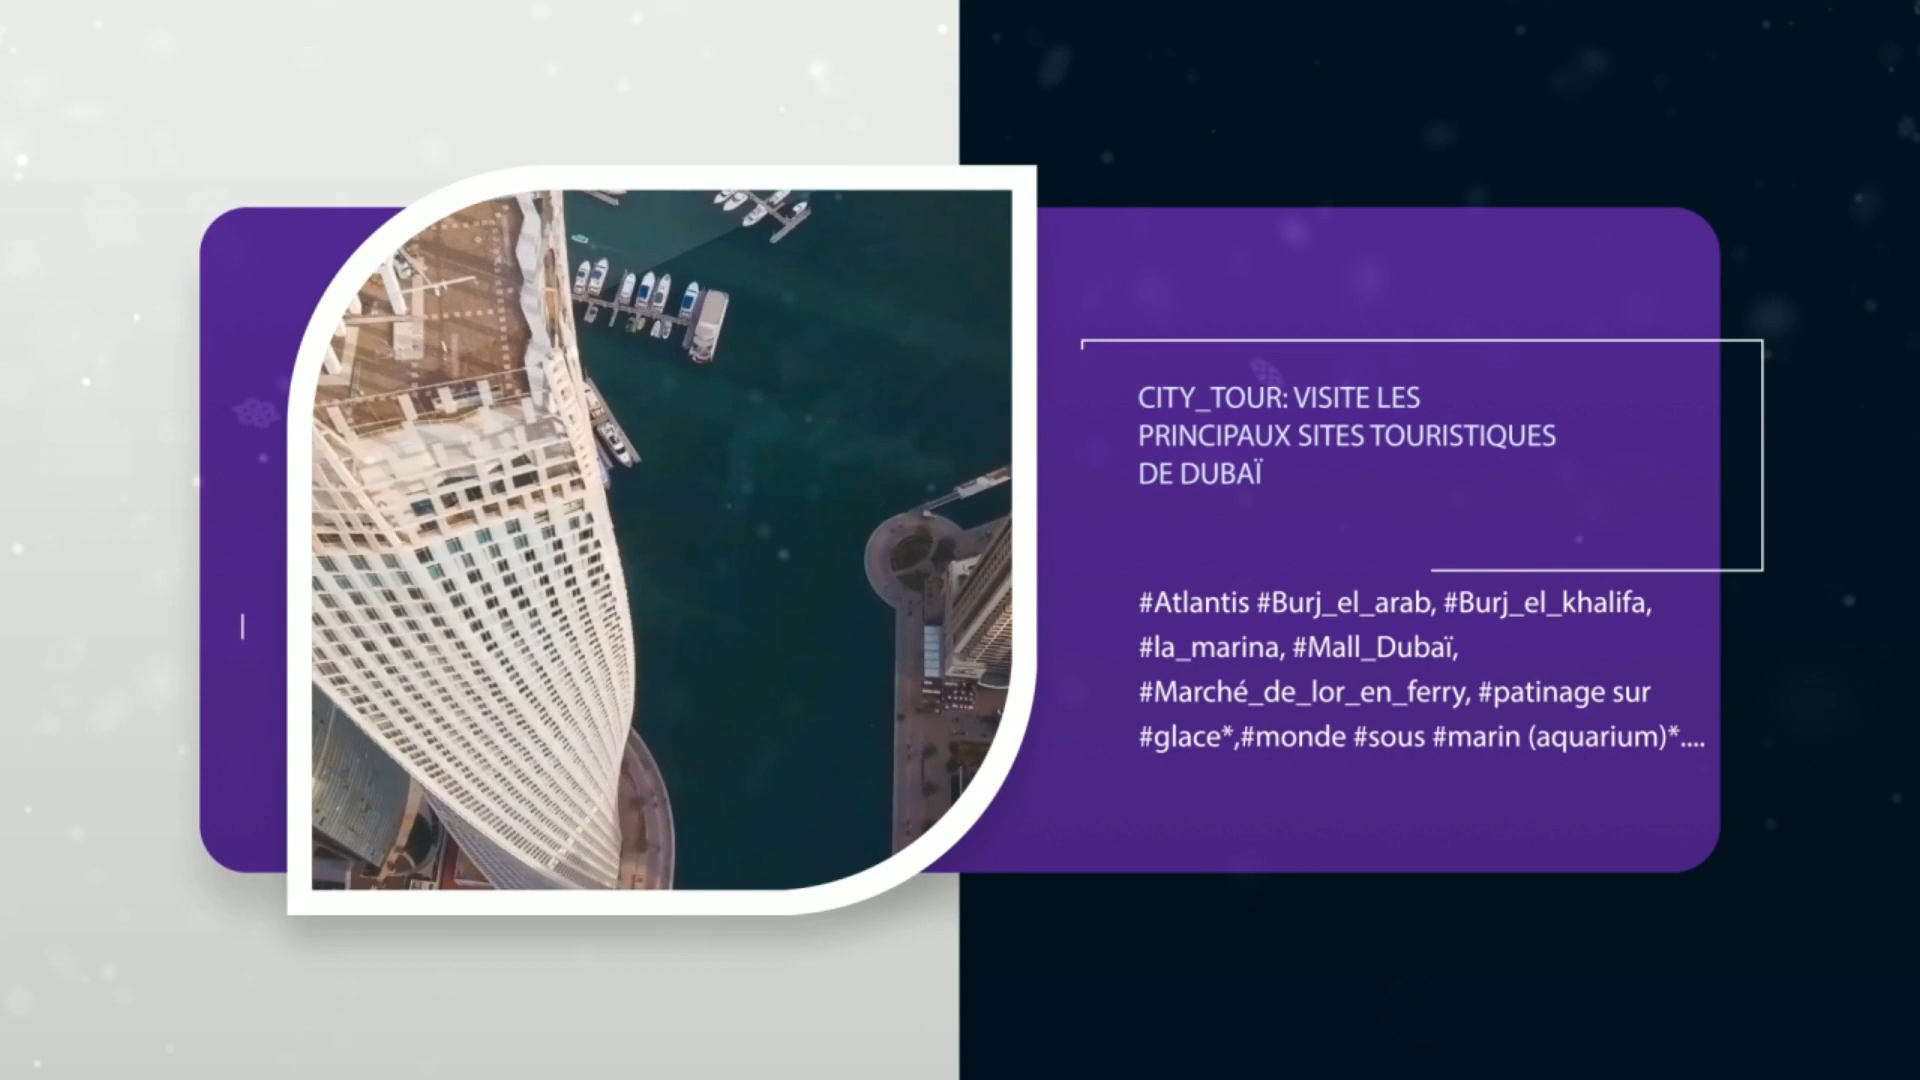 CITY_TOUR: VISITE LES
PRINCIPAUX SITES TOURISTIQUES
DE DUBAÏ
#Atlantis #Burj_el_arab, #Burj_el_khalifa,
#la_marina, #Mall_Dubaï,
#Marché_de_lor_en_ferry, #patinage sur
#glace*,#monde #sous #marin (aquarium)*....